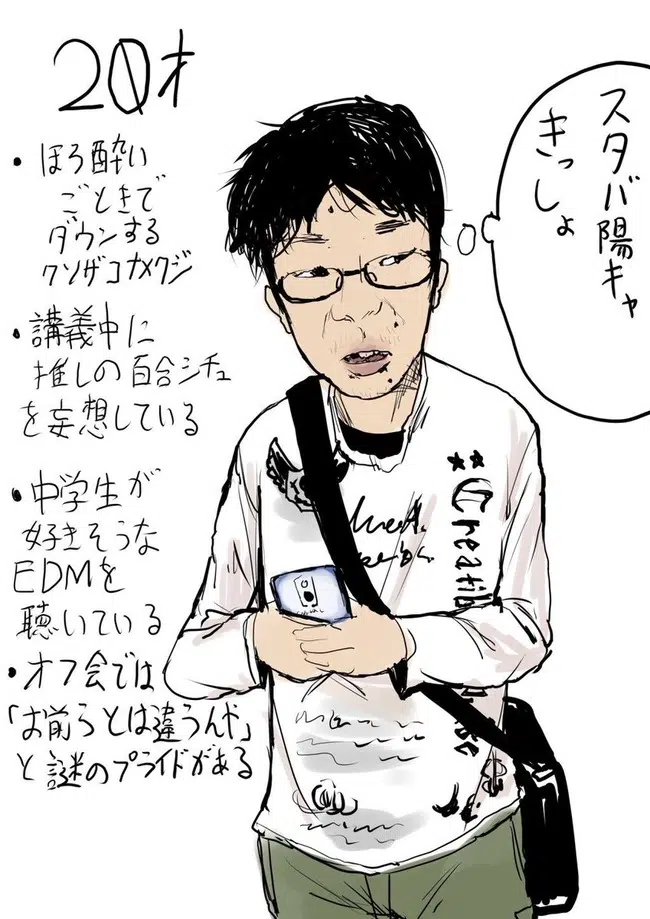 20才
・ほろ酔い
ごときで
ダウンする
クソザコナメクジ
・講義中に
推しの百合シチュ
を妄想している
・中学生が
好きそうな
EDMを
聴いている
・オフ会では
「お前らとは違うんだ」
と謎のプライドがある
スタバ陽キャ
きっしょ
Creatib